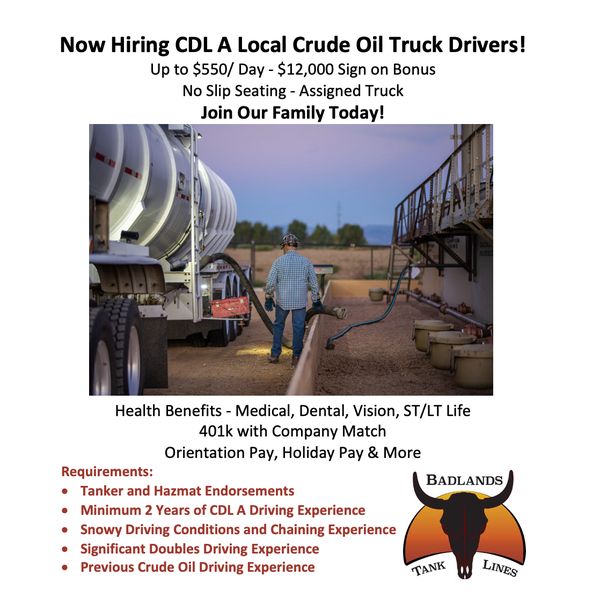 Now Hiring CDL A Local Crude Oil Truck Drivers!
Up to $550/ Day - $12,000 Sign on Bonus
No Slip Seating - Assigned Truck
Join Our Family Today!
Health Benefits - Medical, Dental, Vision, ST/LT Life
401k with Company Match
Orientation Pay, Holiday Pay & More
Requirements:
• Tanker and Hazmat Endorsements
• Minimum 2 Years of CDL A Driving Experience
• Snowy Driving Conditions and Chaining Experience
• Significant Doubles Driving Experience
• Previous Crude Oil Driving Experience
BADLANDS
TANK LINES